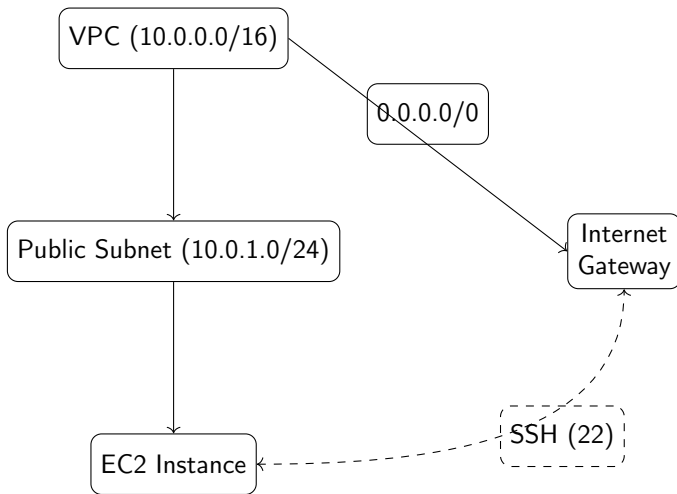 VPC (10.0.0.0/16)
0.0.0.0/0
Public Subnet (10.0.1.0/24)
Internet
Gateway
SSH (22)
EC2 Instance